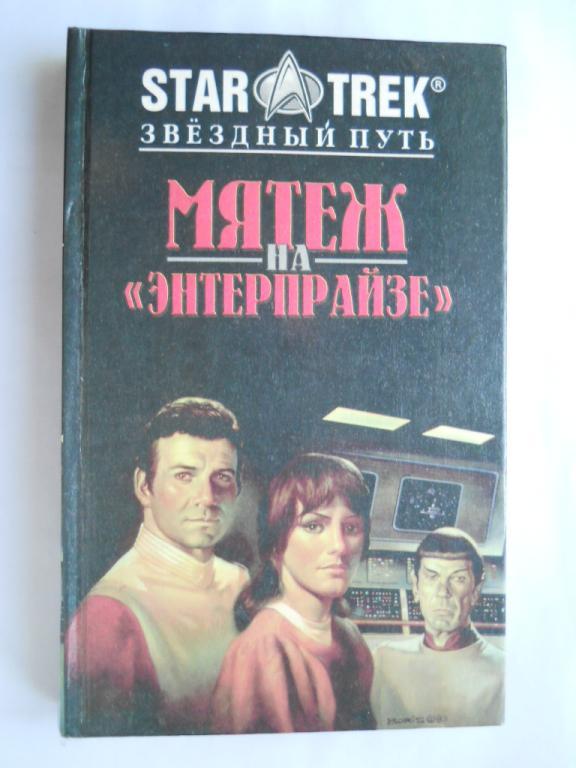 STAR TREK®
ЗВЁЗДНЫЙ ПУТЬ
МЯТЕЖ
НА
«ЭНТЕРПРАЙЗЕ»